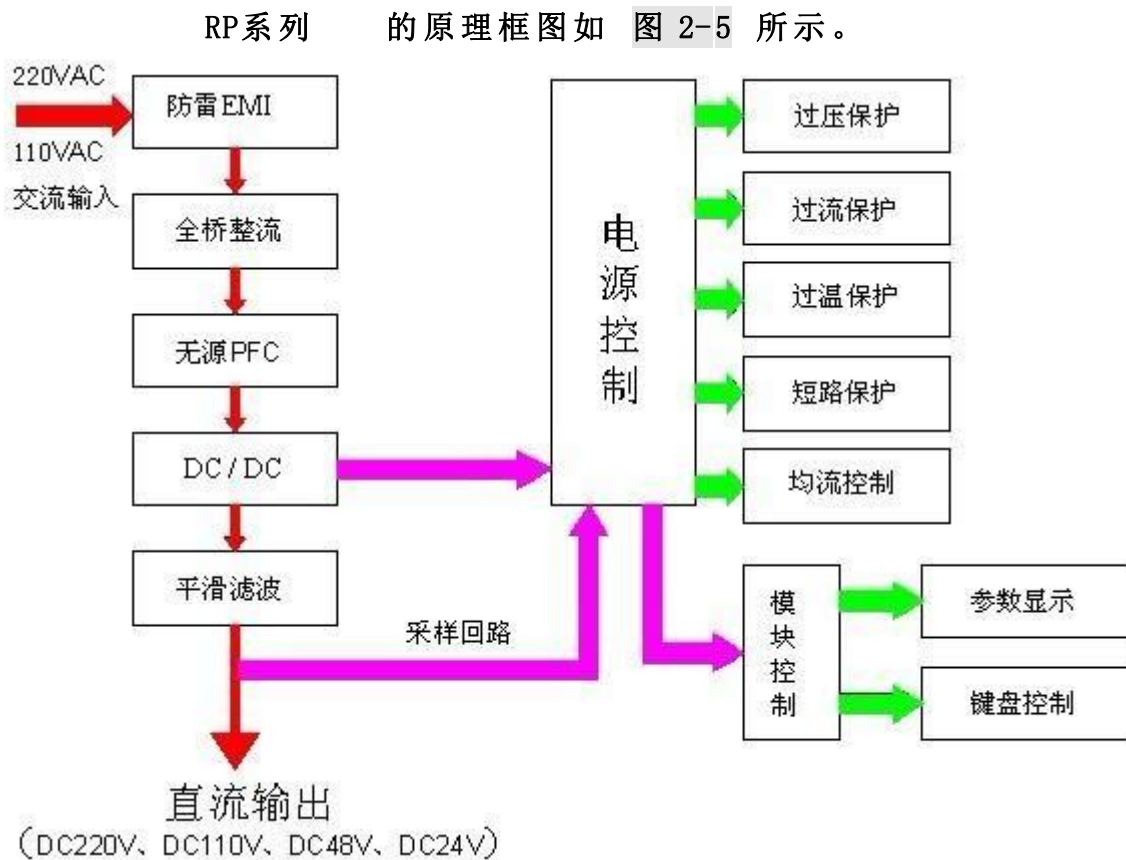 RP系列 的原理框图如 图 2-5 所示。
220VAC
110VAC
交流输入
防雷EMI
全桥整流
无源PFC
DC/DC
平滑滤波
采样回路
直流输出
(DC220V、DC110V、DC48V、DC24V)
电
源
控
制
过压保护
过流保护
过温保护
短路保护
均流控制
模
块
控
制
参数显示
键盘控制